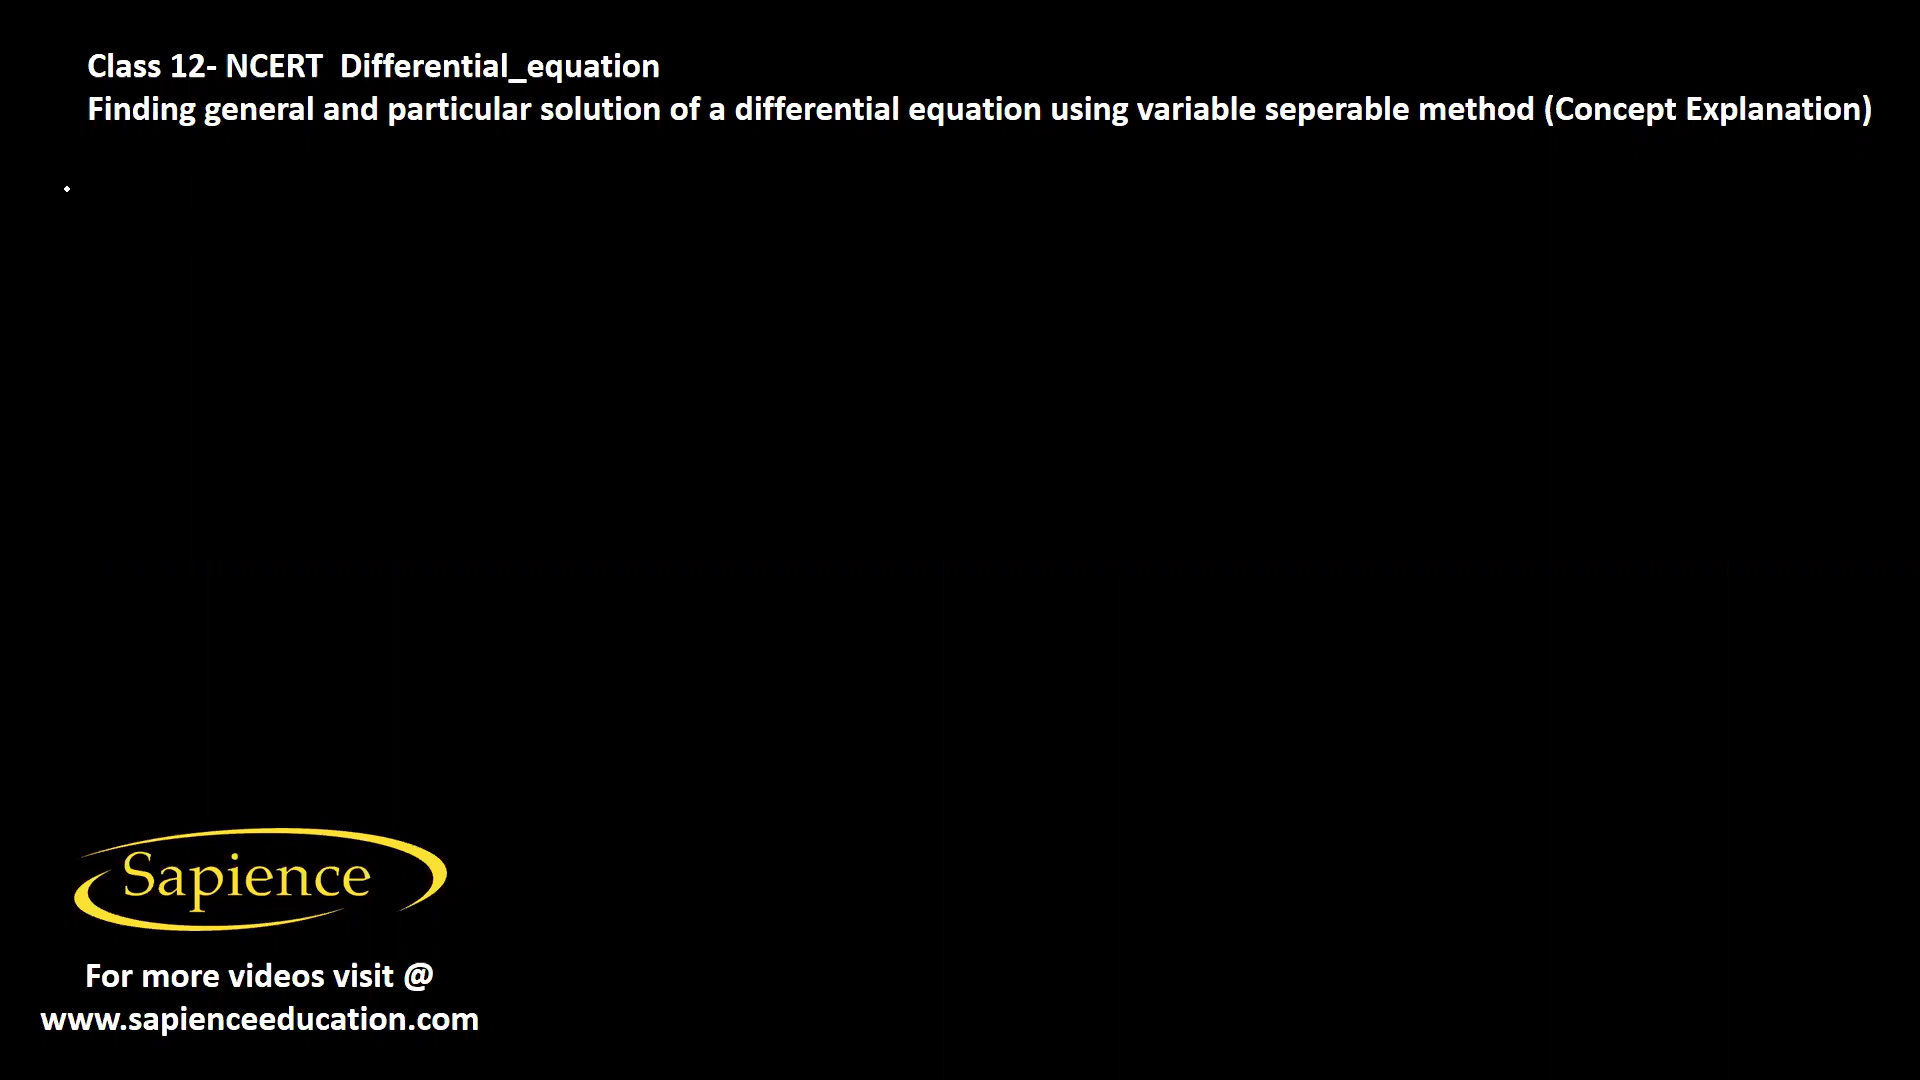 Class 12- NCERT  Differential_equation
Finding general and particular solution of a differential equation using variable seperable method (Concept Explanation)
Sapience
For more videos visit @
www.sapienceeducation.com